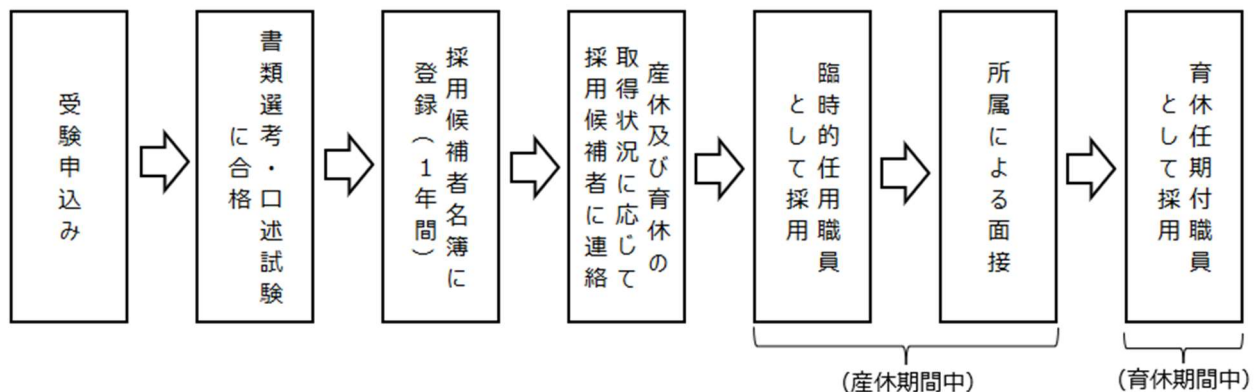 受験申込み
書類選考・口述試験
に合格
採用候補者名簿に
登録（１年間）
産休及び育休の
取得状況に応じて
採用候補者に連絡
臨時的任用職員
として採用
所属による面接
育休任期付職員
として採用
(産休期間中)
(育休期間中)